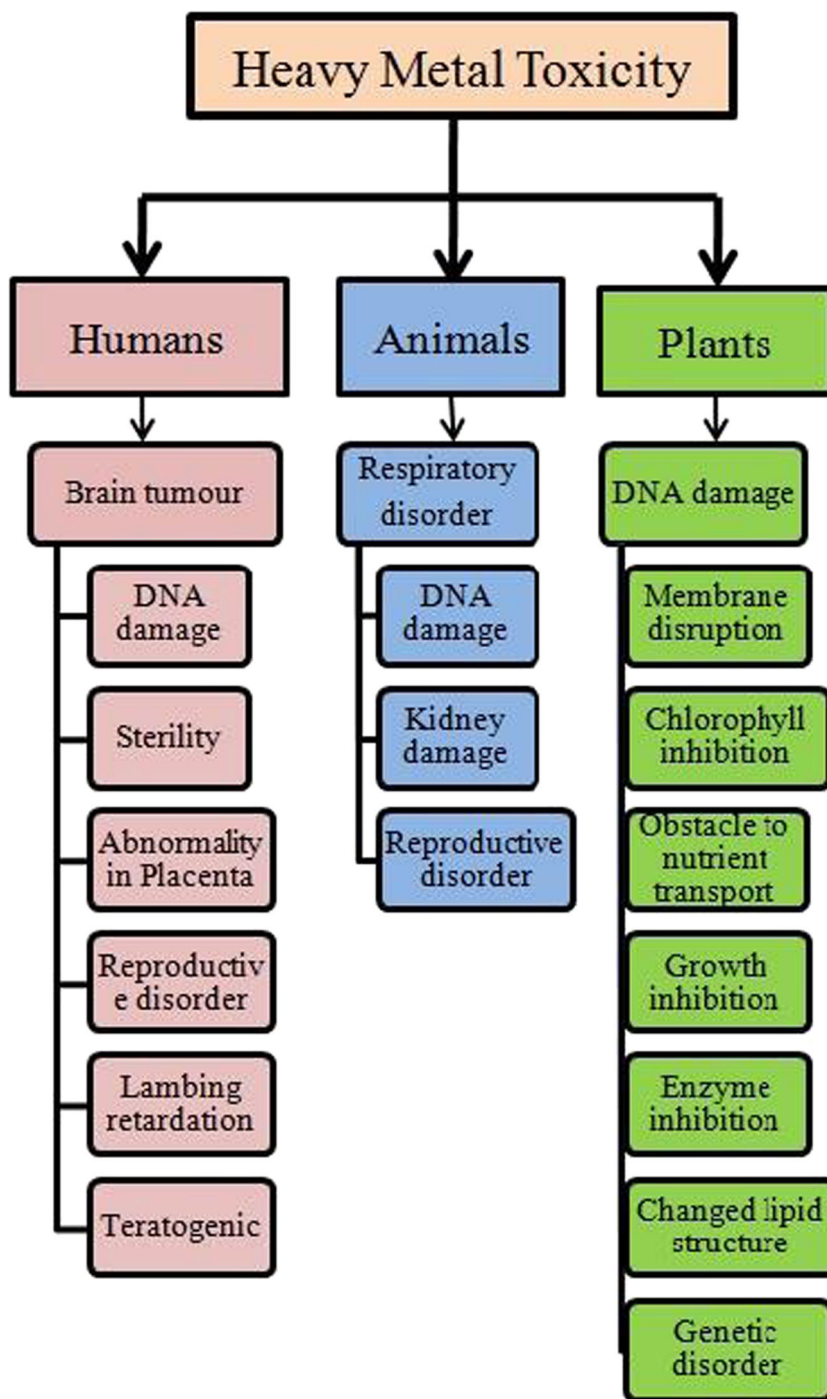 Heavy Metal Toxicity
Humans
Brain tumour
DNA
damage
Sterility
Abnormality
in Placenta
Reproductiv
e disorder
Lambing
retardation
Teratogenic
Animals
Respiratory
disorder
DNA
damage
Kidney
damage
Reproductive
disorder
Plants
DNA damage
Membrane
disruption
Chlorophyll
inhibition
Obstacle to
nutrient
transport
Growth
inhibition
Enzyme
inhibition
Changed lipid
structure
Genetic
disorder